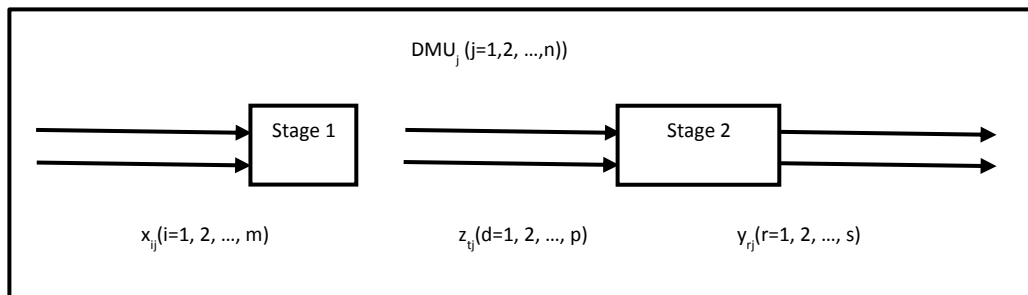 DMUj (j=1,2, ...,n))
Stage 1
Stage 2
xij(i=1, 2, ..., m)
ztj(d=1, 2, ..., p)
yrj(r=1, 2, ..., s)